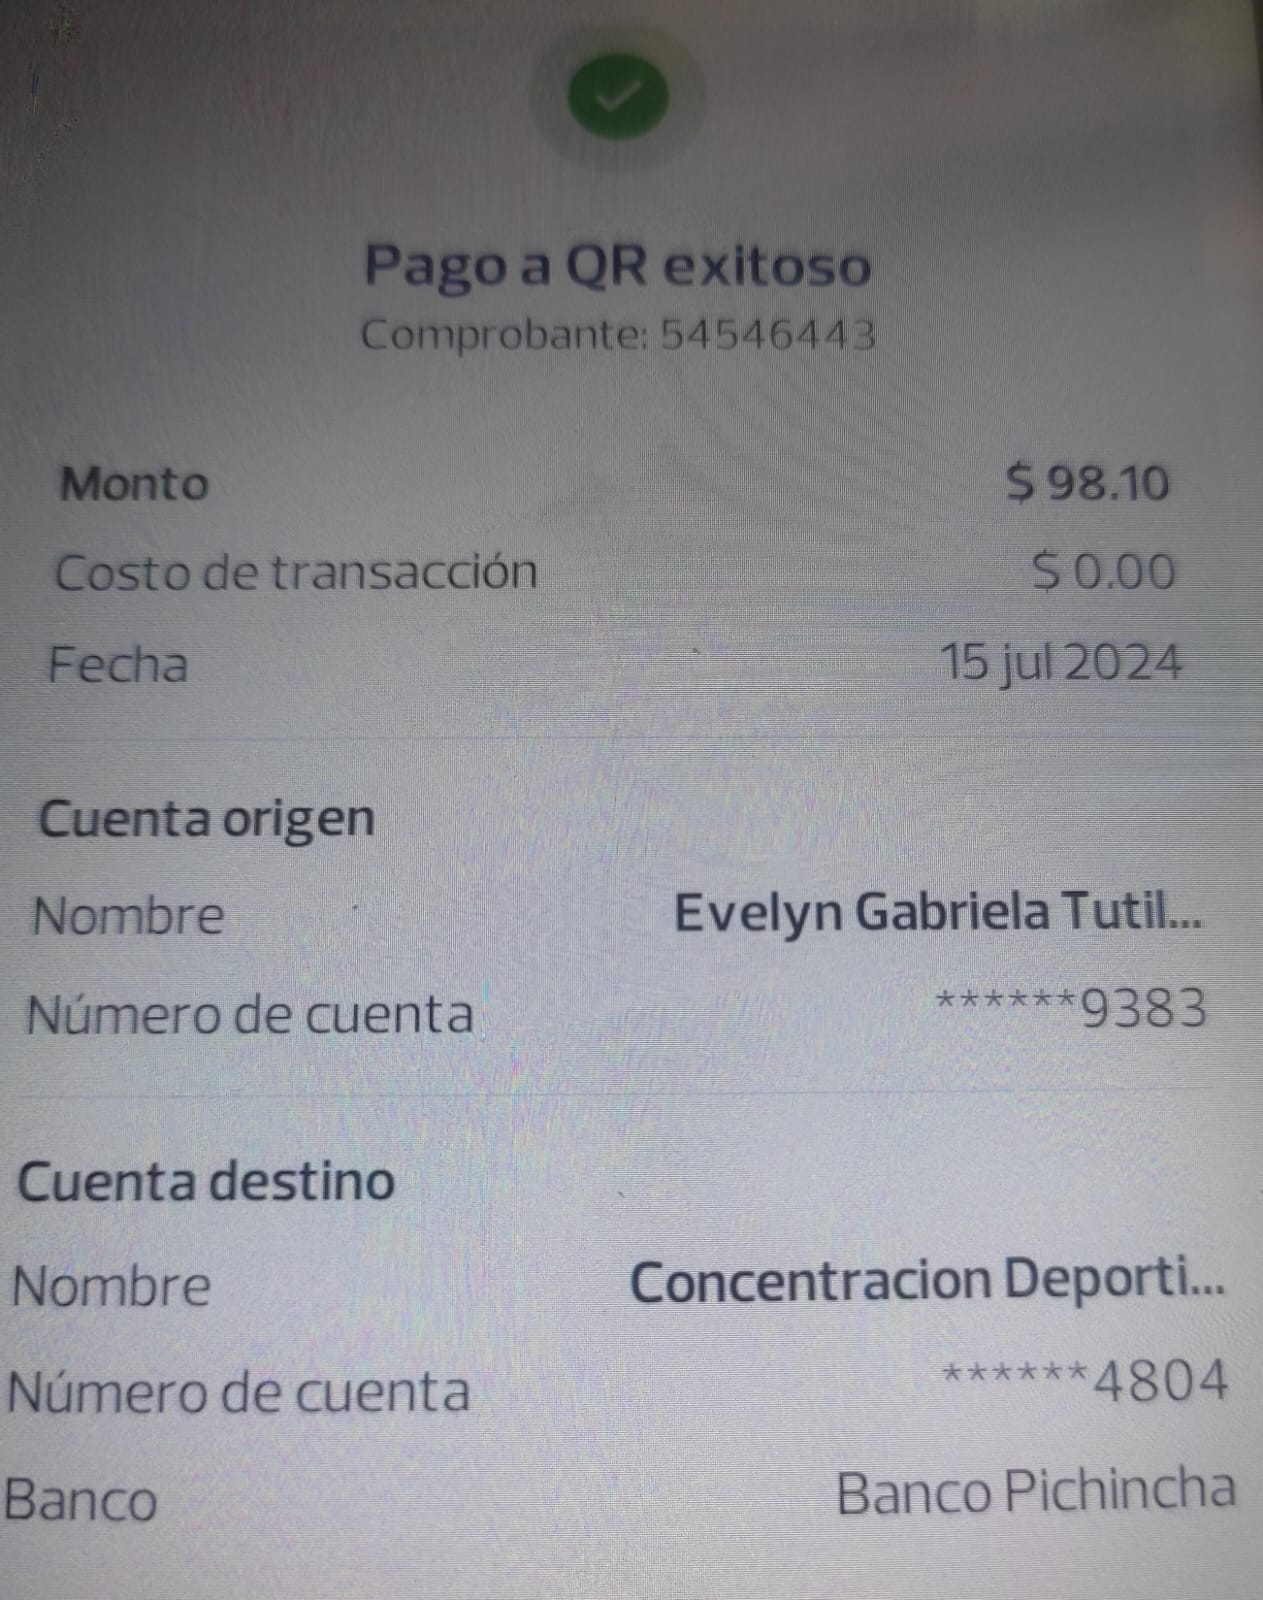 Pago a QR exitoso
Comprobante: 54546443
Monto $ 98.10
Costo de transacción $ 0.00
Fecha 15 jul 2024
Cuenta origen
Nombre Evelyn Gabriela Tutil...
Número de cuenta ******9383
Cuenta destino
Nombre Concentracion Deporti...
Número de cuenta ******4804
Banco Banco Pichincha